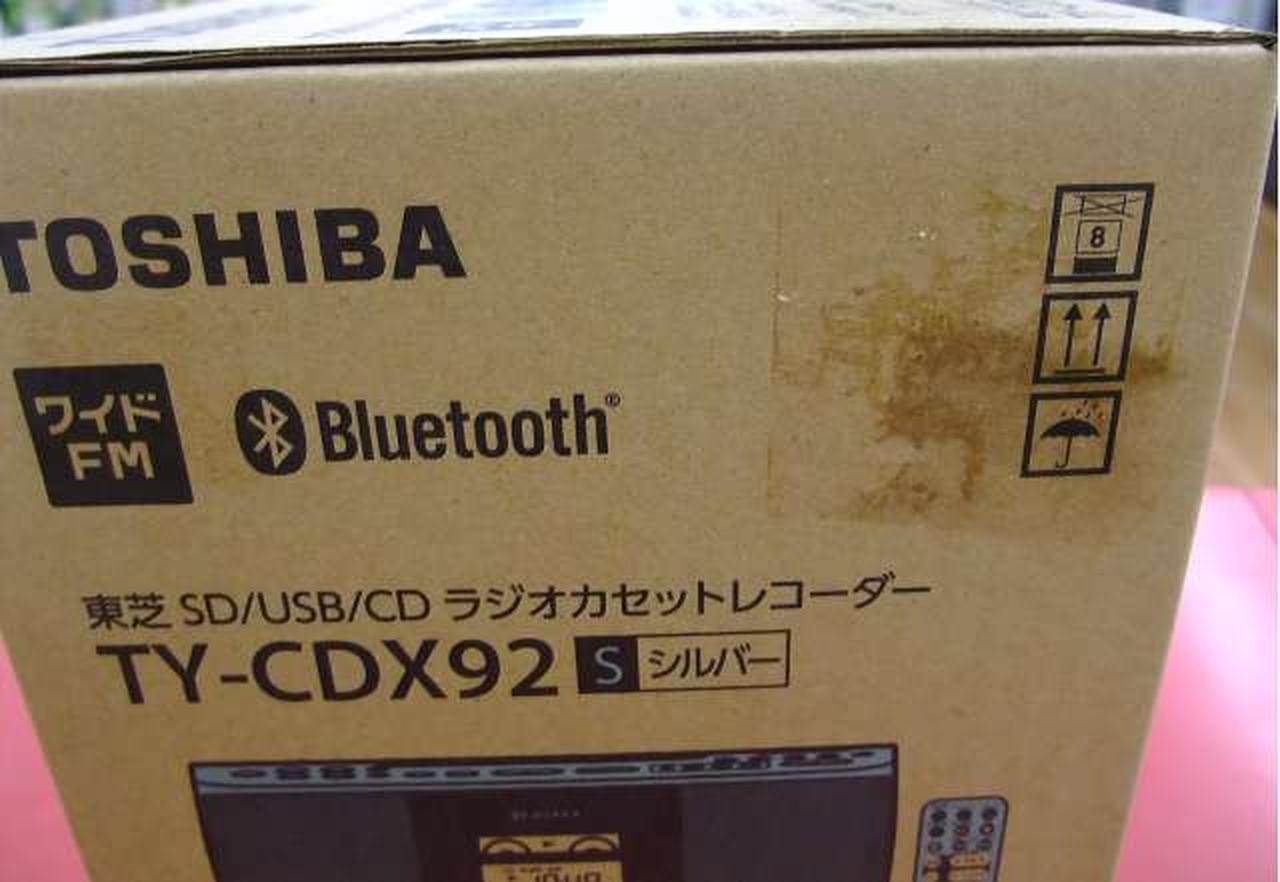 TOSHIBA
8
ワイド
FM
Bluetooth®
東芝 SD/USB/CD ラジオカセットレコーダー
TY-CDX92 S シルバー